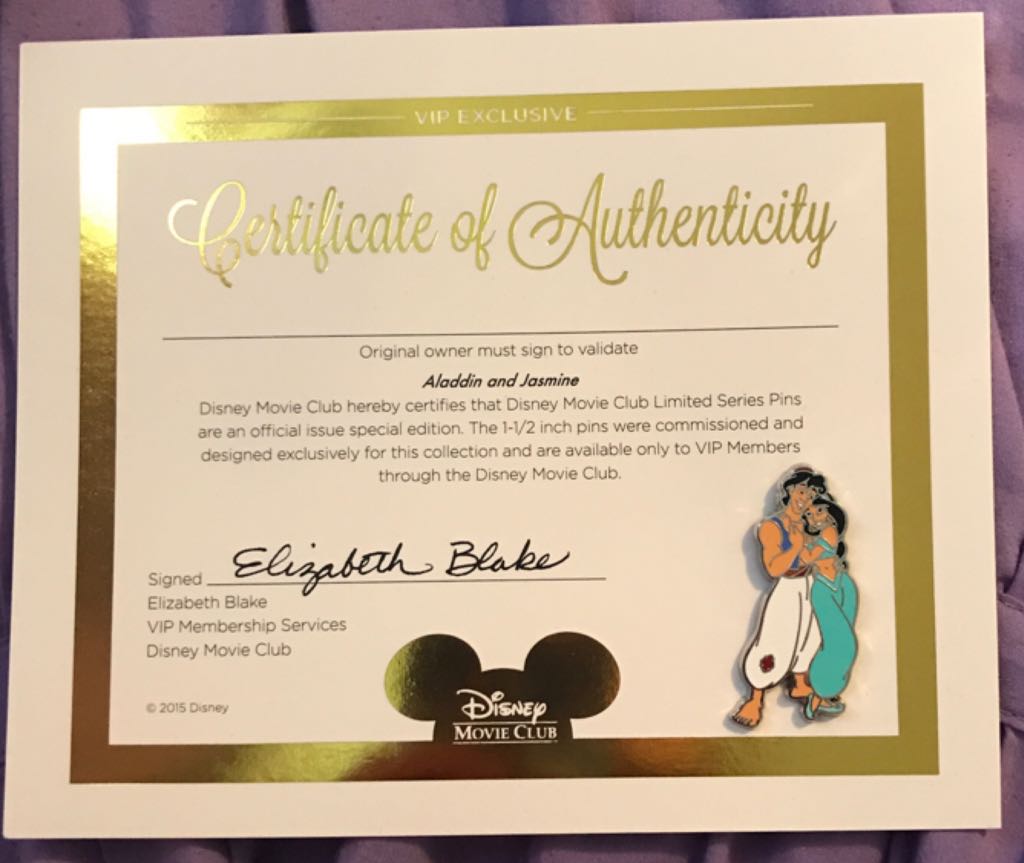 VIP EXCLUSIVE
Certificate of Authenticity
Original owner must sign to validate
Aladdin and Jasmine
Disney Movie Club hereby certifies that Disney Movie Club Limited Series Pins
are an official issue special edition. The 1-1/2 inch pins were commissioned and
designed exclusively for this collection and are available only to VIP Members
through the Disney Movie Club.
Signed Elizabeth Blake
Elizabeth Blake
VIP Membership Services
Disney Movie Club
© 2015 Disney
Disney
MOVIE CLUB